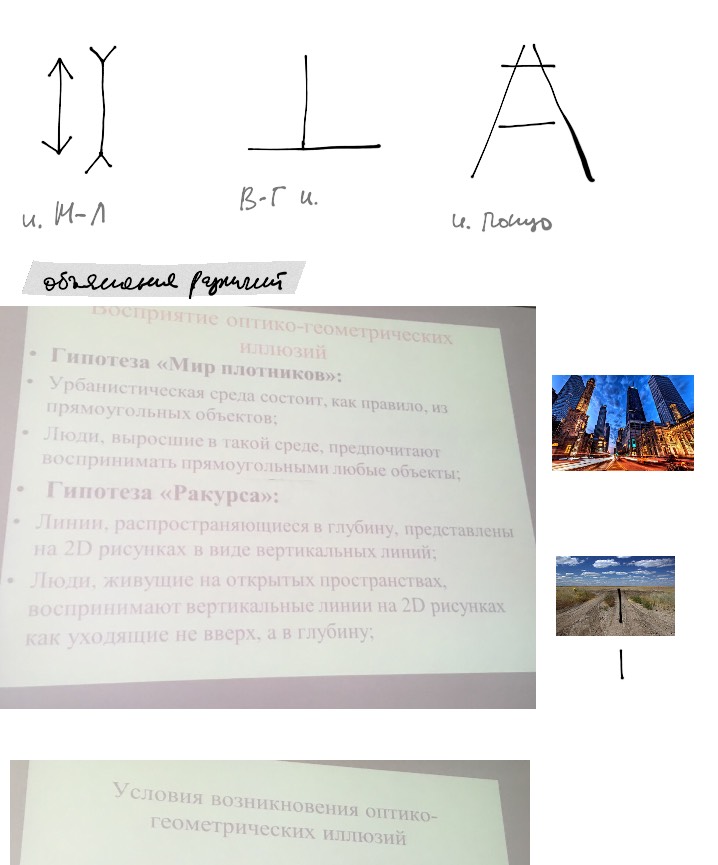 и. М-Л
В-Г и.
и. Понцо
объяснения различий
Восприятие оптико-геометрических
иллюзий
• Гипотеза «Мир плотников»:
• Урбанистическая среда состоит, как правило, из
прямоугольных объектов;
• Люди, выросшие в такой среде, предпочитают
воспринимать прямоугольными любые объекты;
• Гипотеза «Ракурса»:
• Линии, распространяющиеся в глубину, представлены
на 2D рисунках в виде вертикальных линий;
• Люди, живущие на открытых пространствах,
воспринимают вертикальные линии на 2D рисунках
как уходящие не вверх, а в глубину;
Условия возникновения оптико-
геометрических иллюзий